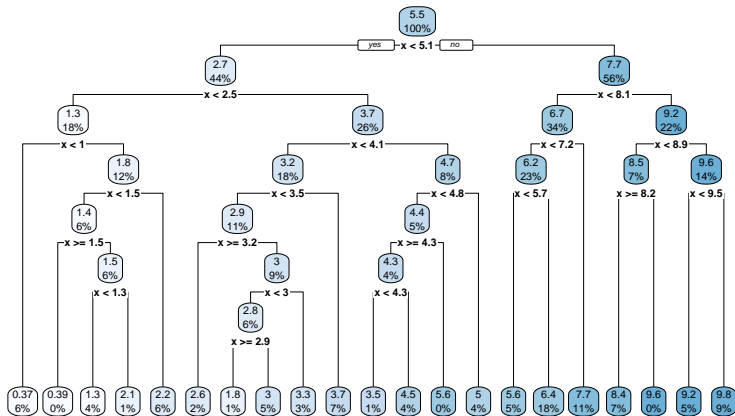 5.5
100%
yes x < 5.1 no
2.7
44%
7.7
56%
x < 2.5
x < 8.1
1.3
18%
3.7
26%
6.7
34%
9.2
22%
x < 1
x < 4.1
x < 7.2
x < 8.9
1.8
12%
3.2
18%
4.7
8%
6.2
23%
8.5
7%
9.6
14%
x < 1.5
x < 3.5
x < 4.8
x < 5.7
x >= 8.2
x < 9.5
1.4
6%
2.9
11%
4.4
5%
x >= 1.5
x >= 3.2
x >= 4.3
1.5
6%
3
9%
4.3
4%
x < 1.3
x < 3
x < 4.3
2.8
6%
x >= 2.9
0.37 0.39 1.3 2.1 2.2 2.6 1.8 3 3.3 3.7 3.5 4.5 5.6 5 5.6 6.4 7.7 8.4 9.6 9.2 9.8
6% 0% 4% 1% 6% 2% 1% 5% 3% 7% 1% 4% 0% 4% 5% 18% 11% 7% 0% 5% 9%